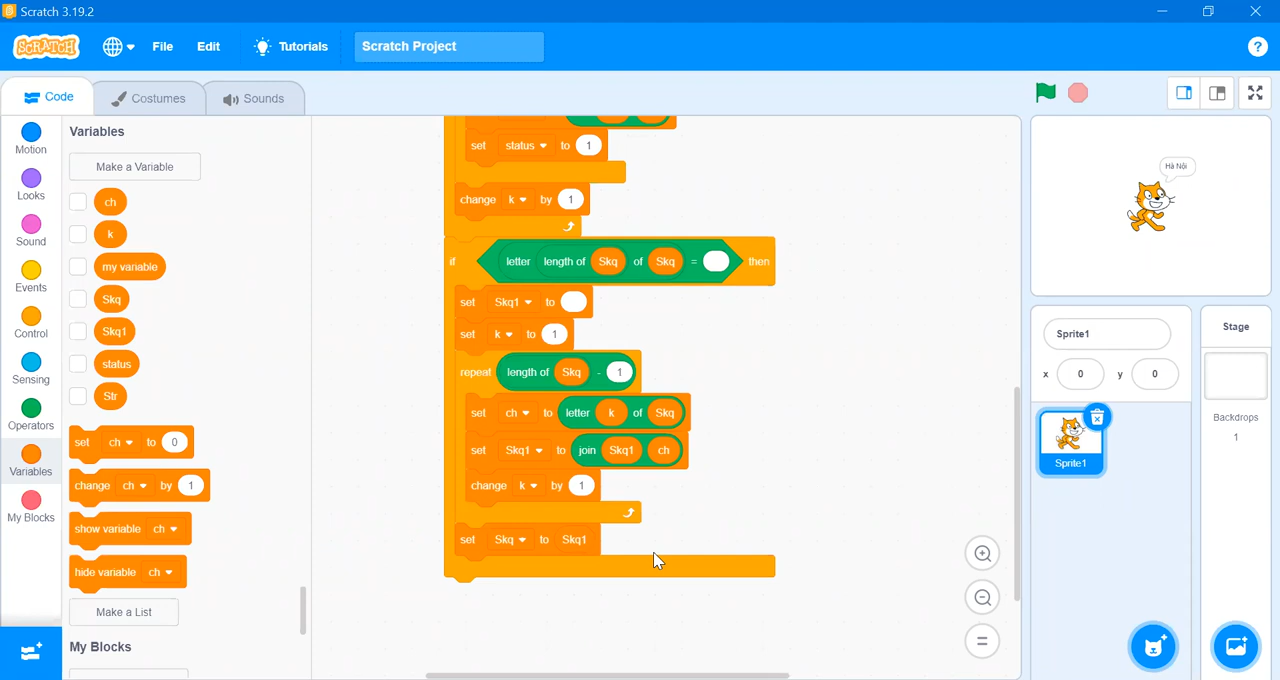 Scratch 3.19.2
SCRATCH File Edit Tutorials Scratch Project ?
Code Costumes Sounds
Motion
Looks
Sound
Events
Control
Sensing
Operators
Variables
My Blocks
Variables
Make a Variable
ch
k
my variable
Skq
Skq1
status
Str
set ch to 0
change ch by 1
show variable ch
hide variable ch
Make a List
My Blocks
set status to 1
change k by 1
if letter length of Skq of Skq = then
set Skq1 to
set k to 1
repeat length of Skq - 1
set ch to letter k of Skq
set Skq1 to join Skq1 ch
change k by 1
set Skq to Skq1
Hà Nội
Sprite1
x 0 y 0
Sprite1
Stage
Backdrops
1